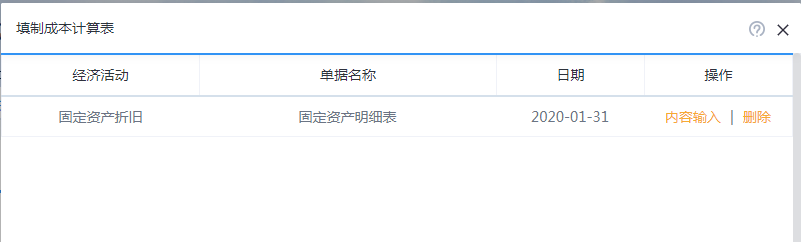 填制成本计算表
经济活动 单据名称 日期 操作
固定资产折旧 固定资产明细表 2020-01-31 内容输入 | 删除